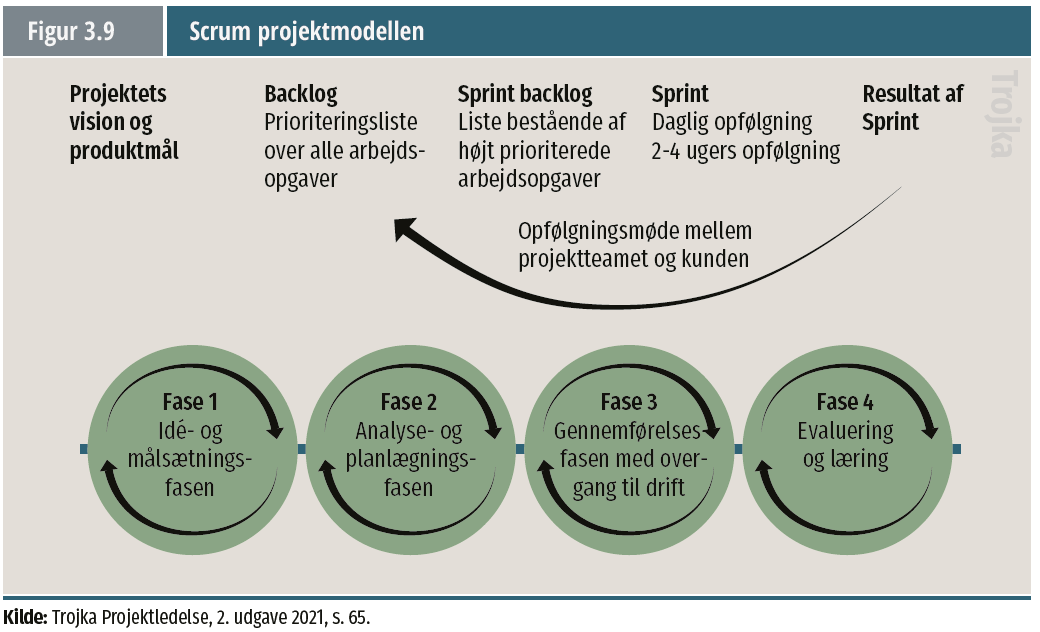 Figur 3.9
Scrum projektmodellen
Projektets
vision og
produktmål
Backlog
Prioriteringsliste
over alle arbejds-
opgaver
Sprint backlog
Liste bestående af
højt prioriterede
arbejdsopgaver
Sprint
Daglig opfølgning
2-4 ugers opfølgning
Resultat af
Sprint
Trojka
Opfølgningsmøde mellem
projektteamet og kunden
Fase 1
Idé- og
målsætnings-
fasen
Fase 2
Analyse- og
planlægnings-
fasen
Fase 3
Gennemførelses-
fasen med over-
gang til drift
Fase 4
Evaluering
og læring
Kilde: Trojka Projektledelse, 2. udgave 2021, s. 65.